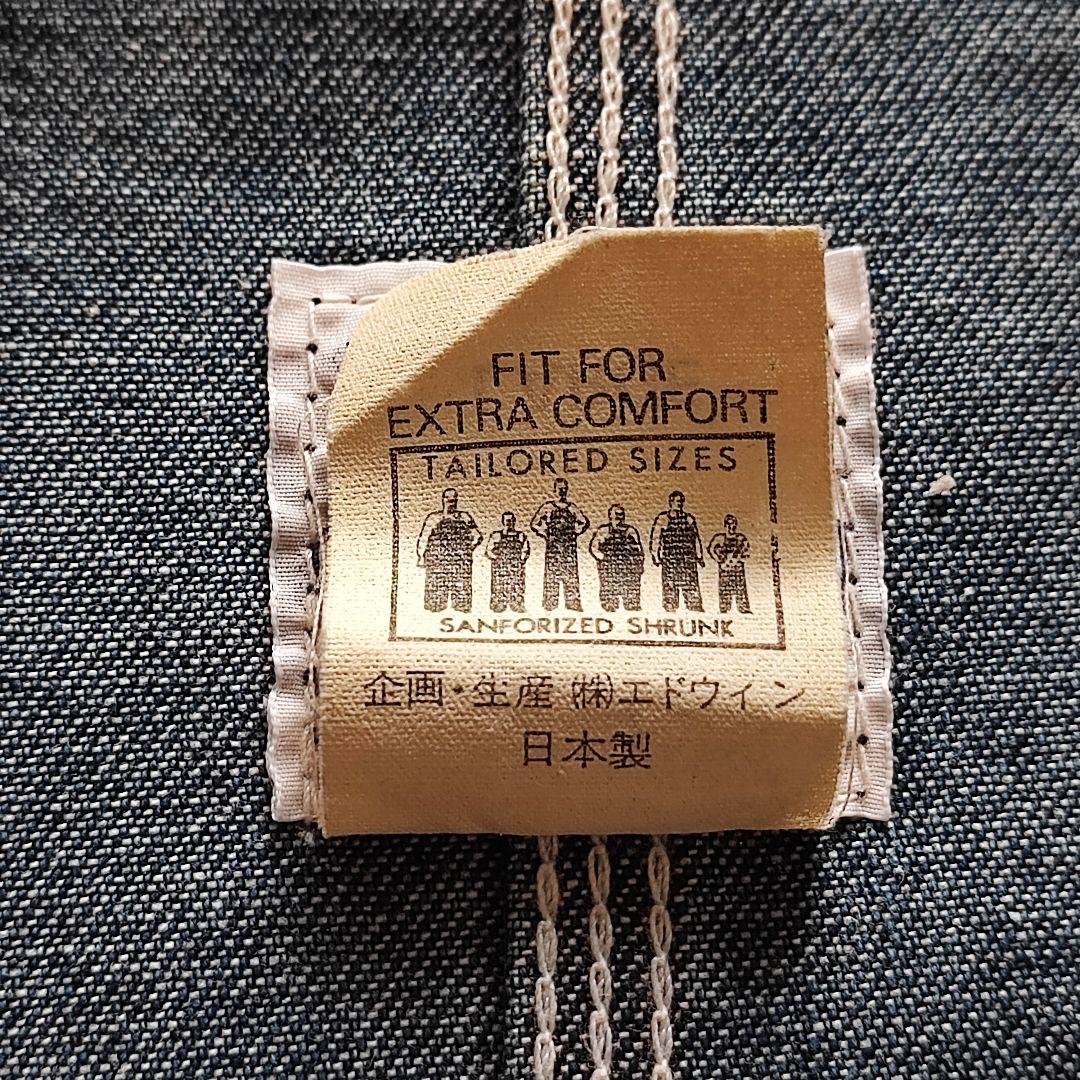 FIT FOR
EXTRA COMFORT
TAILORED SIZES
SANFORIZED SHRUNK
企画・生産 ㈱エドウィン
日本製